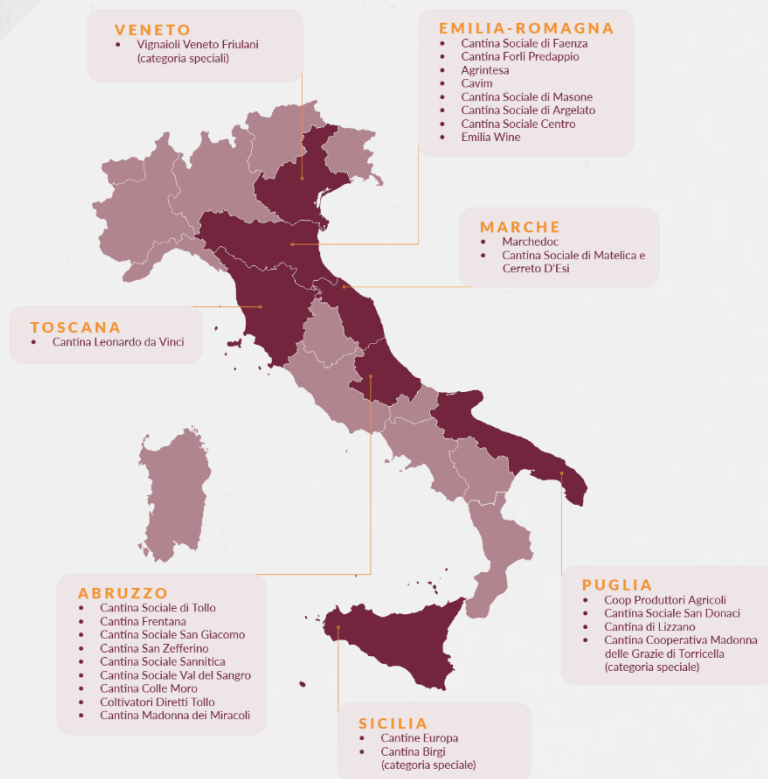 VENETO
• Vignaioli Veneto Friulani
(categoria speciali)
EMILIA-ROMAGNA
• Cantina Sociale di Faenza
• Cantina Forlì Predappio
• Agrintesa
• Cavim
• Cantina Sociale di Masone
• Cantina Sociale di Argelato
• Cantina Sociale Centro
• Emilia Wine
MARCHE
• Marchedoc
• Cantina Sociale di Matelica e
Cerreto D'Esi
TOSCANA
• Cantina Leonardo da Vinci
ABRUZZO
• Cantina Sociale di Tollo
• Cantina Frentana
• Cantina Sociale San Giacomo
• Cantina San Zefferino
• Cantina Sociale Sannitica
• Cantina Sociale Val del Sangro
• Cantina Colle Moro
• Coltivatori Diretti Tollo
• Cantina Madonna dei Miracoli
PUGLIA
• Coop Produttori Agricoli
• Cantina Sociale San Donaci
• Cantina di Lizzano
• Cantina Cooperativa Madonna
delle Grazie di Torricella
(categoria speciale)
SICILIA
• Cantine Europa
• Cantina Birgi
(categoria speciale)